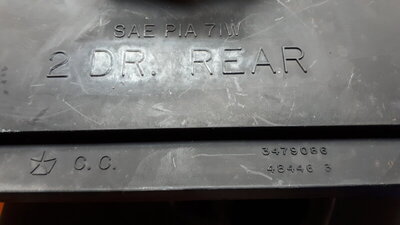 SAE PIA 71W
2 DR. REAR
C.C. 3479086
48446 3